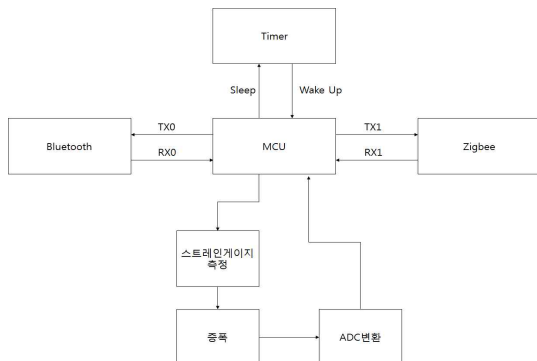 Timer
Sleep
Wake Up
Bluetooth
TX0
RX0
MCU
TX1
RX1
Zigbee
스트레인게이지
측정
증폭
ADC변환